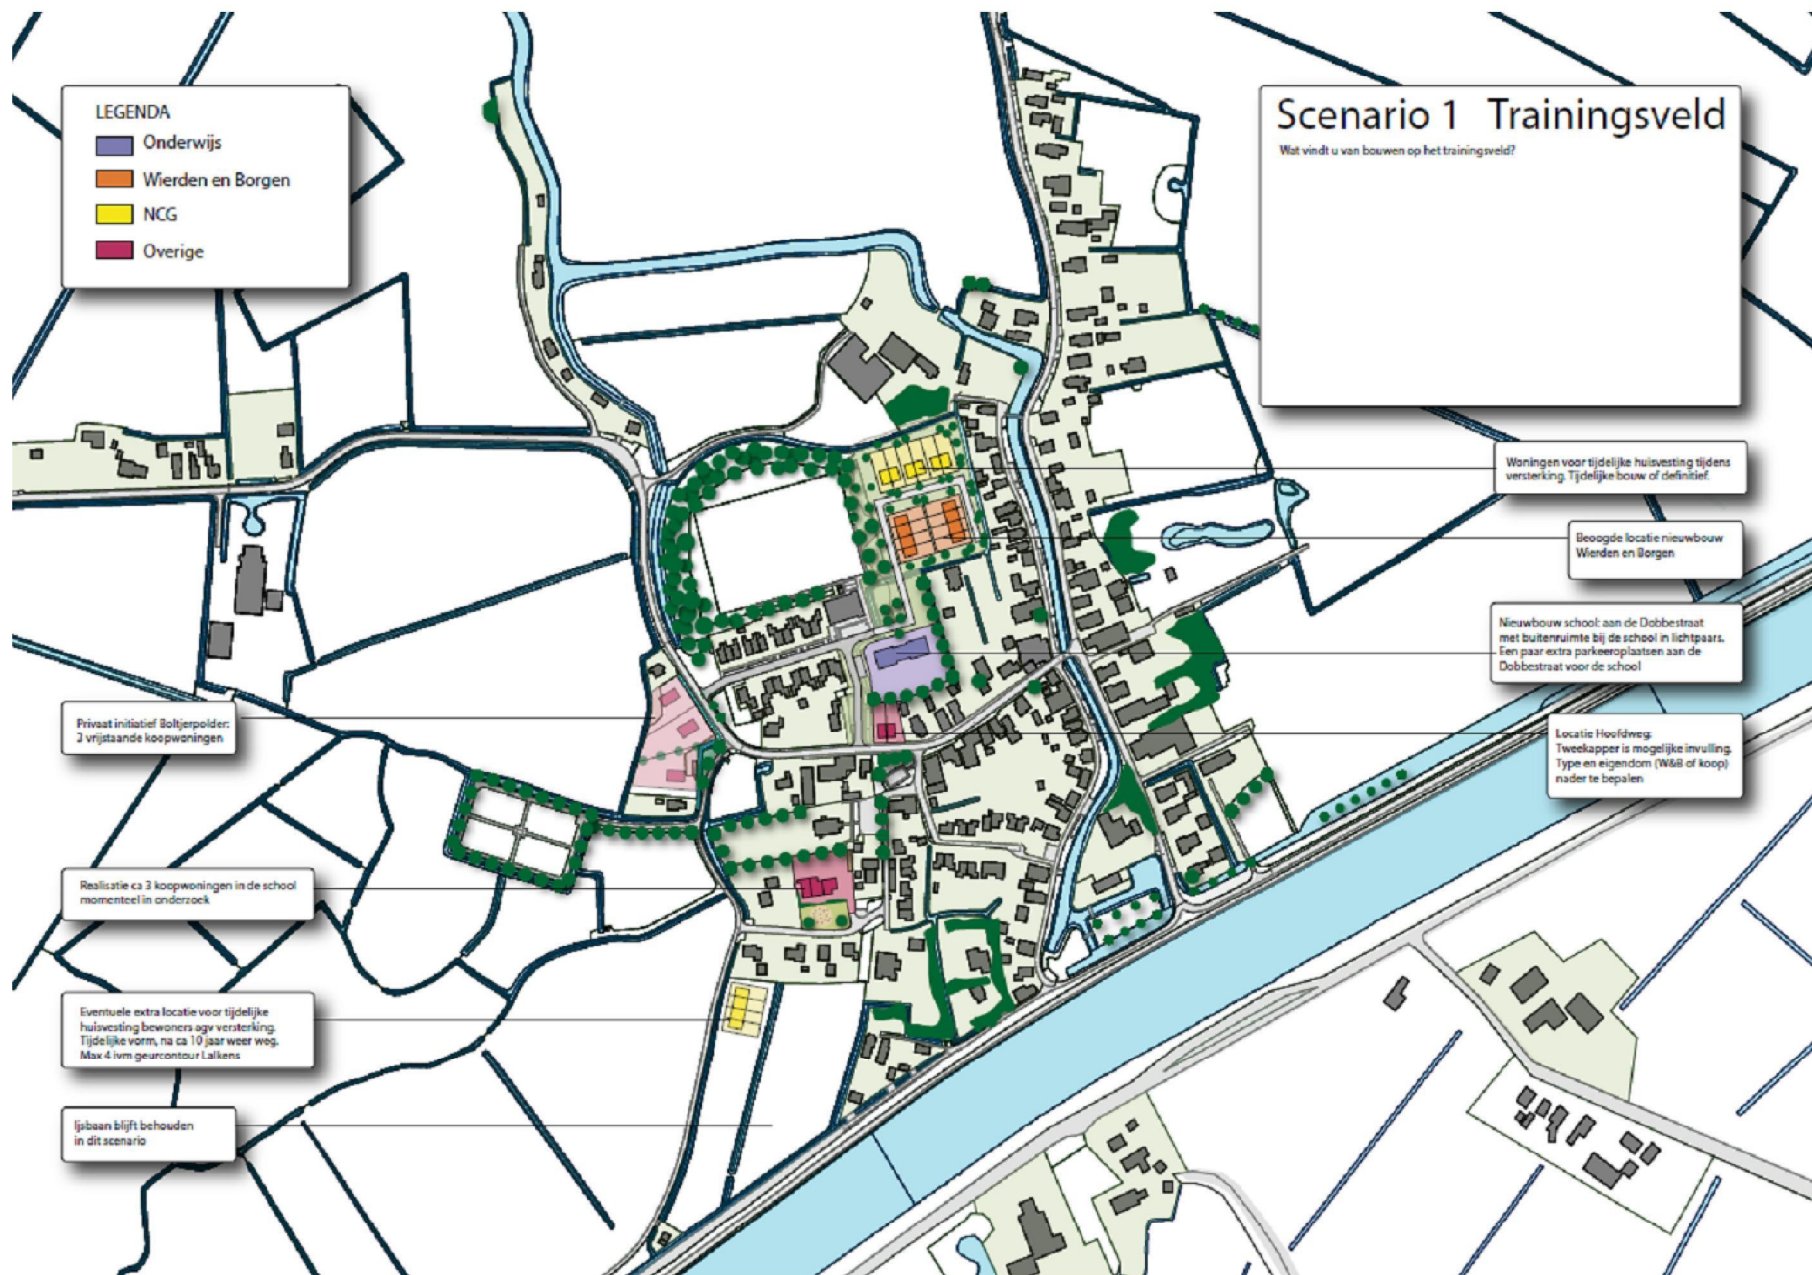 LEGENDA
Onderwijs
Wierden en Borgen
NCG
Overige
Scenario 1 Trainingsveld
Wat vindt u van bouwen op het trainingsveld?
Woningen voor tijdelijke huisvesting tijdens
versterking. Tijdelijke bouw of definitief.
Beoogde locatie nieuwbouw
Wierden en Borgen
Nieuwbouw school: aan de Dobbestraat
met buitenruimte bij de school in lichtpaars.
Een paar extra parkeeroplaatsen aan de
Dobbestraat voor de school
Locatie Hoofdweg:
Tweekapper is mogelijke invulling.
Type en eigendom (W&B of koop)
nader te bepalen
Privaat initiatief Boltjerpolder:
3 vrijstaande koopwoningen
Realisatie ca 3 koopwoningen in de school
momenteel in onderzoek
Eventuele extra locatie voor tijdelijke
huisvesting bewoners agv versterking.
Tijdelijke vorm, na ca 10 jaar weer weg.
Max 4 ivm geurcontour Lalkens
Ijsbaan blijft behouden
in dit scenario